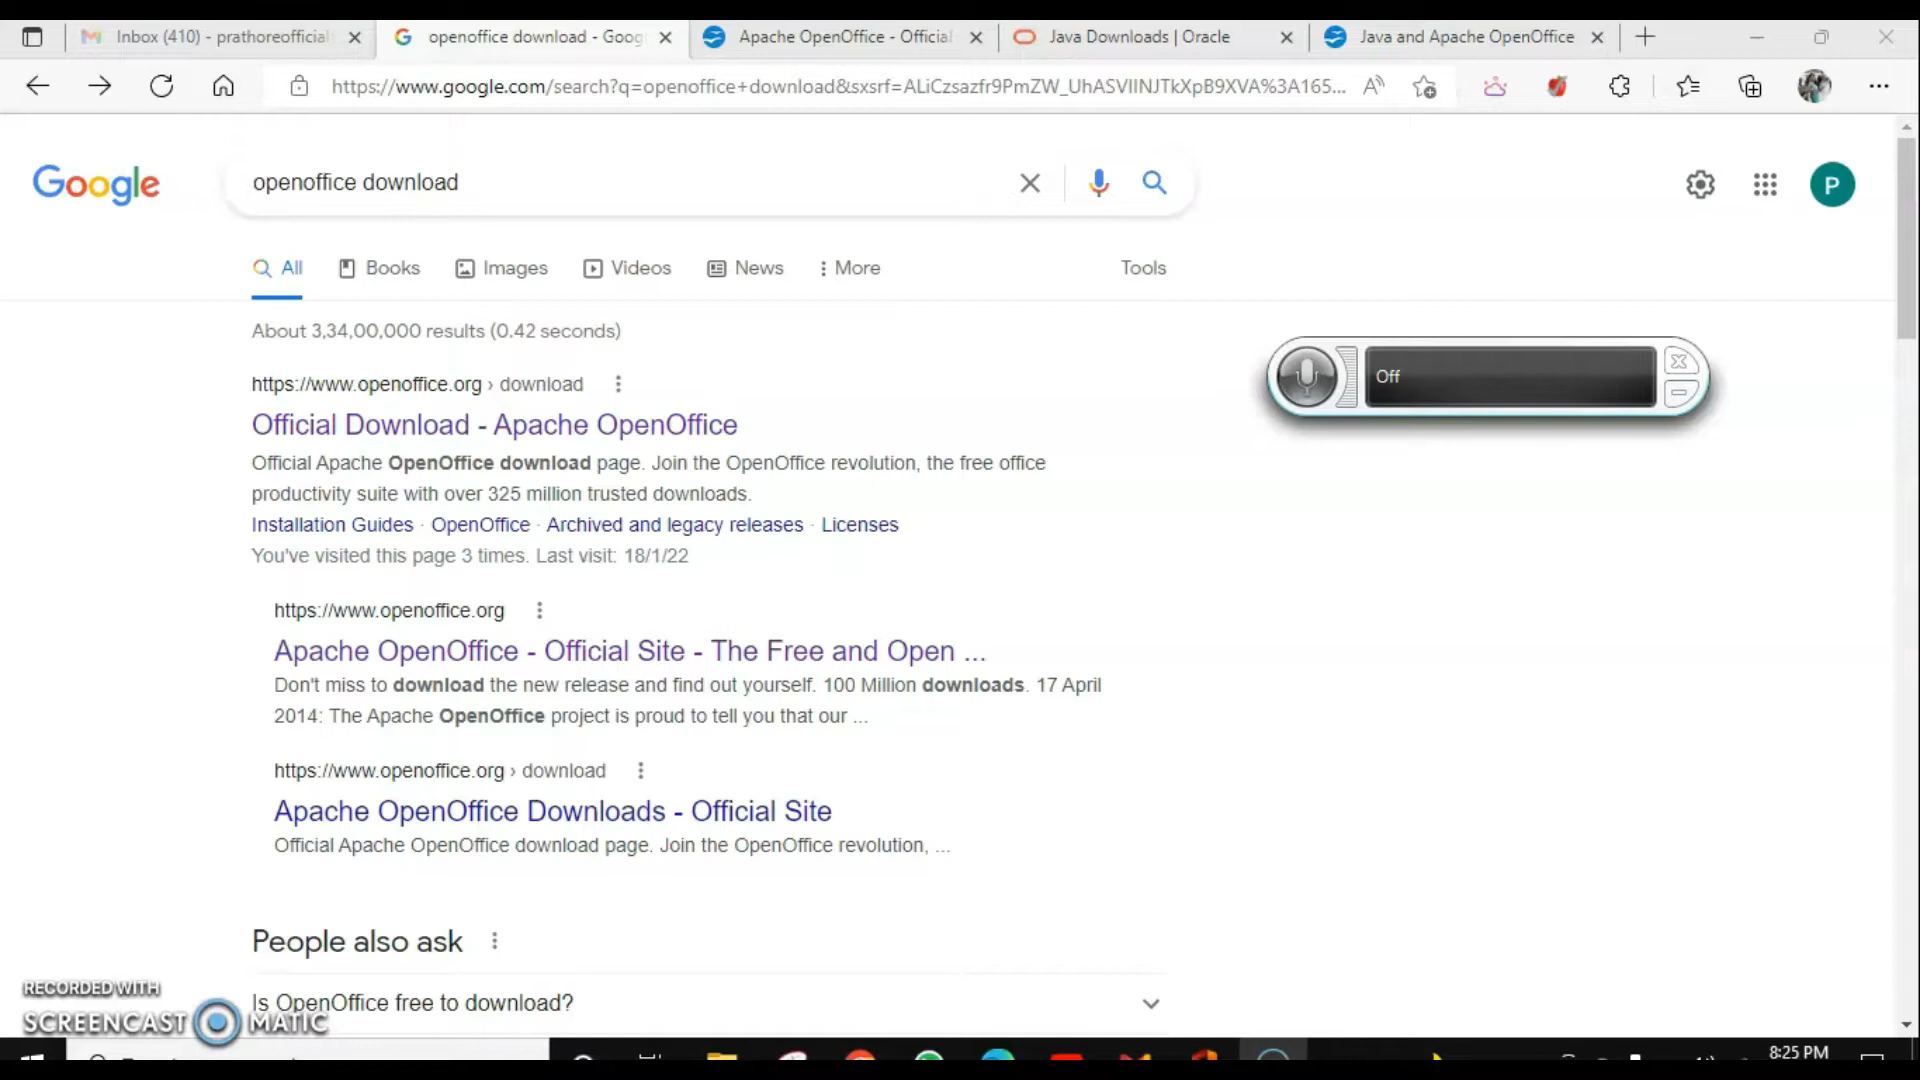 Inbox (410) - prathoreofficial
openoffice download - Goog
Apache OpenOffice - Official
Java Downloads | Oracle
Java and Apache OpenOffice
https://www.google.com/search?q=openoffice+download&sxsrf=ALiCzsazfr9PmZW_UhASVIINJTkXpB9XVA%3A165...
Google
openoffice download
P
All
Books
Images
Videos
News
More
Tools
About 3,34,00,000 results (0.42 seconds)
https://www.openoffice.org › download
Official Download - Apache OpenOffice
Official Apache OpenOffice download page. Join the OpenOffice revolution, the free office
productivity suite with over 325 million trusted downloads.
Installation Guides · OpenOffice · Archived and legacy releases · Licenses
You've visited this page 3 times. Last visit: 18/1/22
Off
https://www.openoffice.org
Apache OpenOffice - Official Site - The Free and Open ...
Don't miss to download the new release and find out yourself. 100 Million downloads. 17 April
2014: The Apache OpenOffice project is proud to tell you that our ...
https://www.openoffice.org › download
Apache OpenOffice Downloads - Official Site
Official Apache OpenOffice download page. Join the OpenOffice revolution, ...
People also ask
Is OpenOffice free to download?
RECORDED WITH
SCREENCAST MATIC
8:25 PM